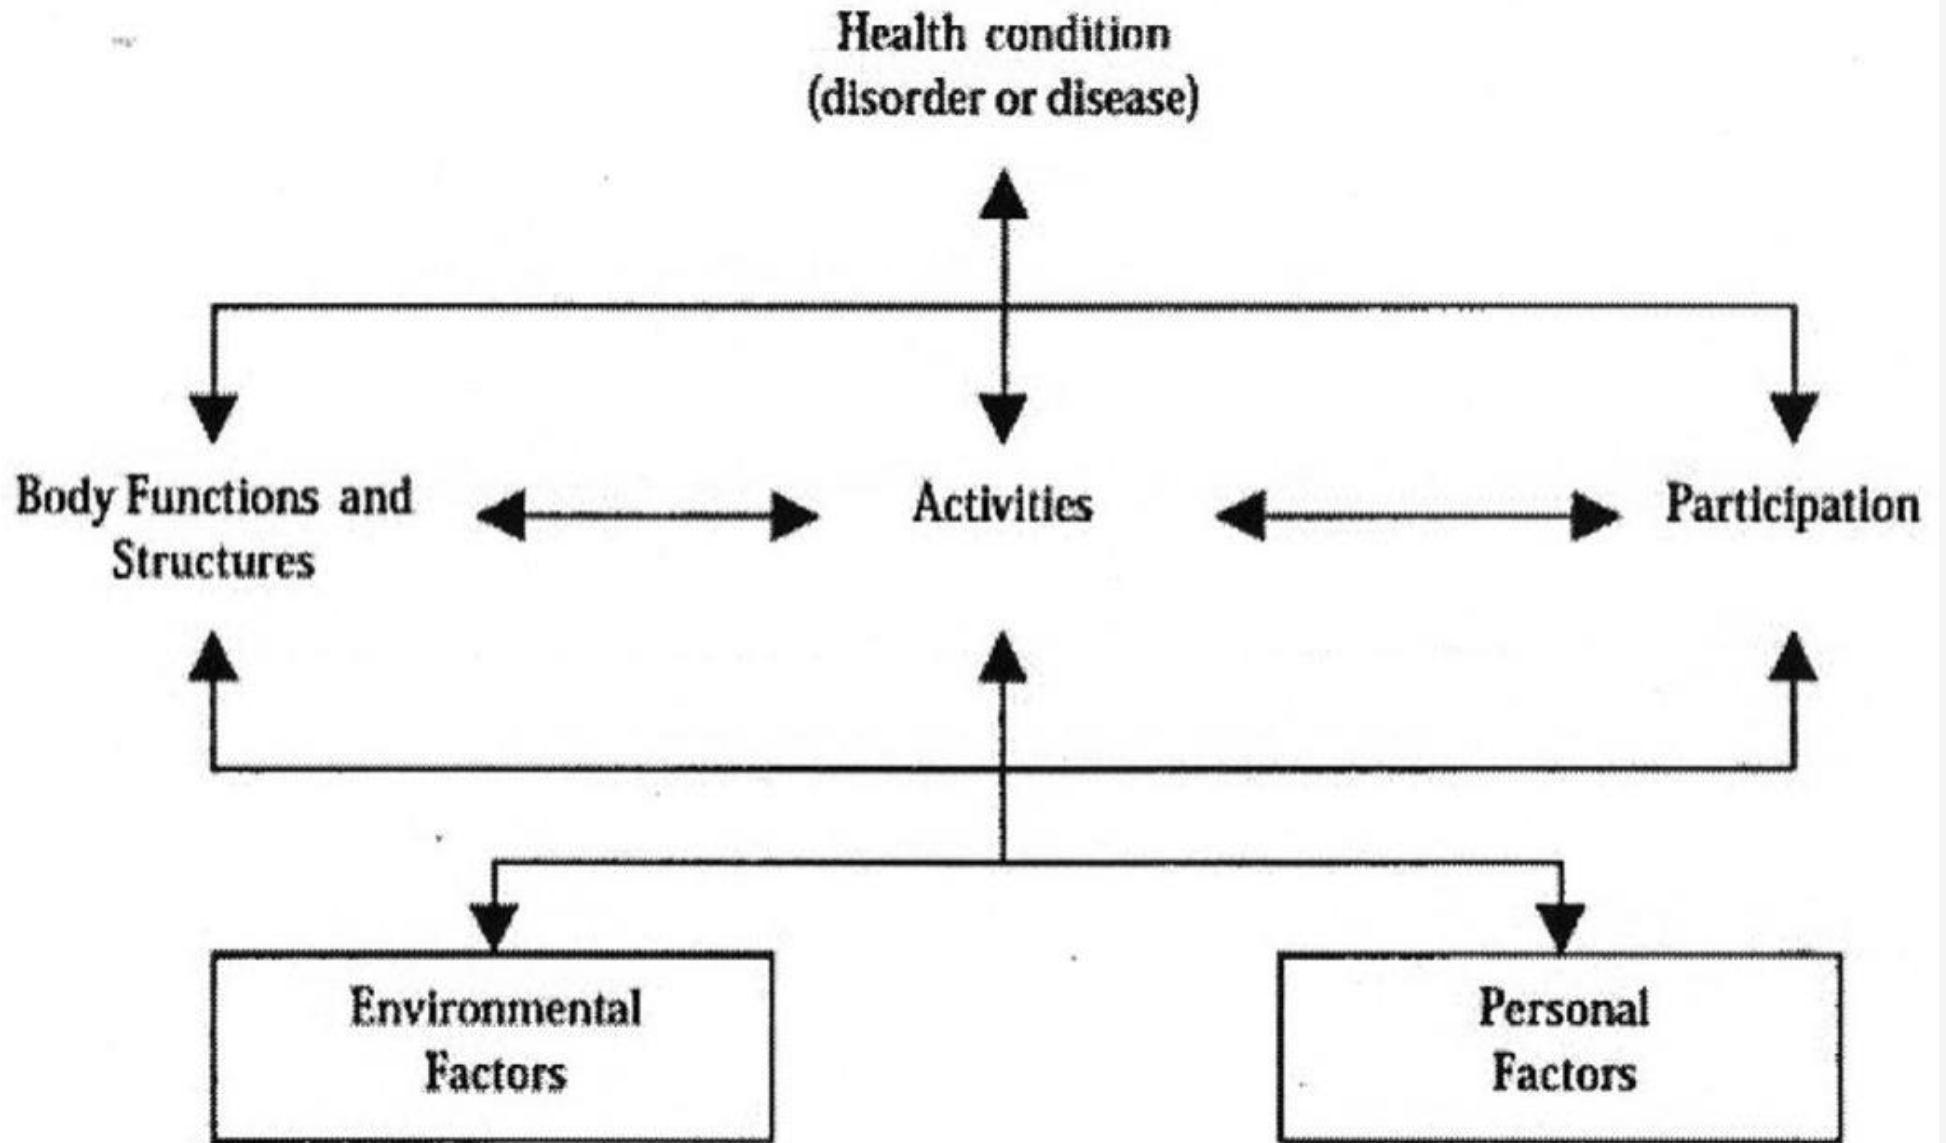 Health condition
(disorder or disease)
Body Functions and
Structures
Activities
Participation
Environmental
Factors
Personal
Factors